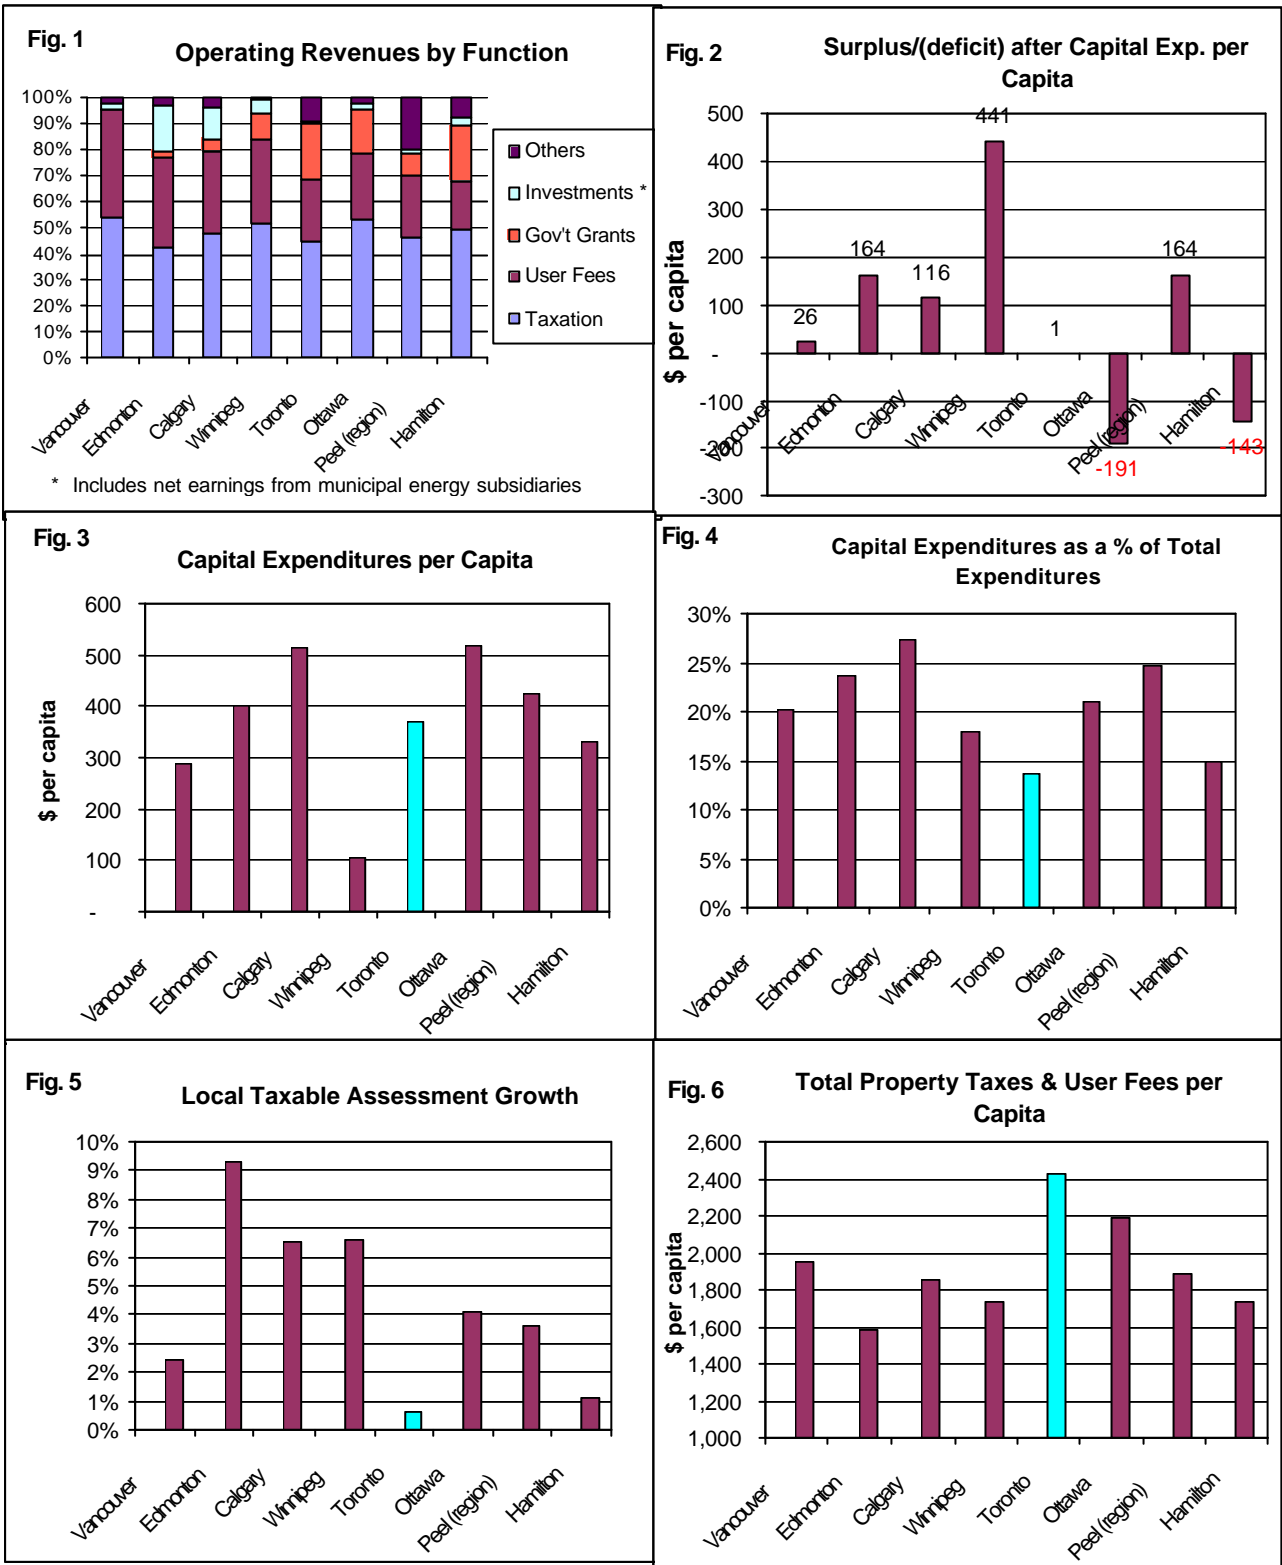 Fig. 1
Operating Revenues by Function
100%
90%
80%
70%
60%
50%
40%
30%
20%
10%
0%
Others
Investments *
Gov't Grants
User Fees
Taxation
Vancouver
Edmonton
Calgary
Winnipeg
Toronto
Ottawa
Peel (region)
Hamilton
* Includes net earnings from municipal energy subsidiaries
Fig. 2
Surplus/(deficit) after Capital Exp. per
Capita
$ per capita
500
400
300
200
100
-
-100
-200
-300
26
164
116
441
1
-191
164
-143
Vancouver
Edmonton
Calgary
Winnipeg
Toronto
Ottawa
Peel (region)
Hamilton
Fig. 3
Capital Expenditures per Capita
$ per capita
600
500
400
300
200
100
-
Vancouver
Edmonton
Calgary
Winnipeg
Toronto
Ottawa
Peel (region)
Hamilton
Fig. 4
Capital Expenditures as a % of Total
Expenditures
30%
25%
20%
15%
10%
5%
0%
Vancouver
Edmonton
Calgary
Winnipeg
Toronto
Ottawa
Peel (region)
Hamilton
Fig. 5
Local Taxable Assessment Growth
10%
9%
8%
7%
6%
5%
4%
3%
2%
1%
0%
Vancouver
Edmonton
Calgary
Winnipeg
Toronto
Ottawa
Peel (region)
Hamilton
Fig. 6
Total Property Taxes & User Fees per
Capita
$ per capita
2,600
2,400
2,200
2,000
1,800
1,600
1,400
1,200
1,000
Vancouver
Edmonton
Calgary
Winnipeg
Toronto
Ottawa
Peel (region)
Hamilton